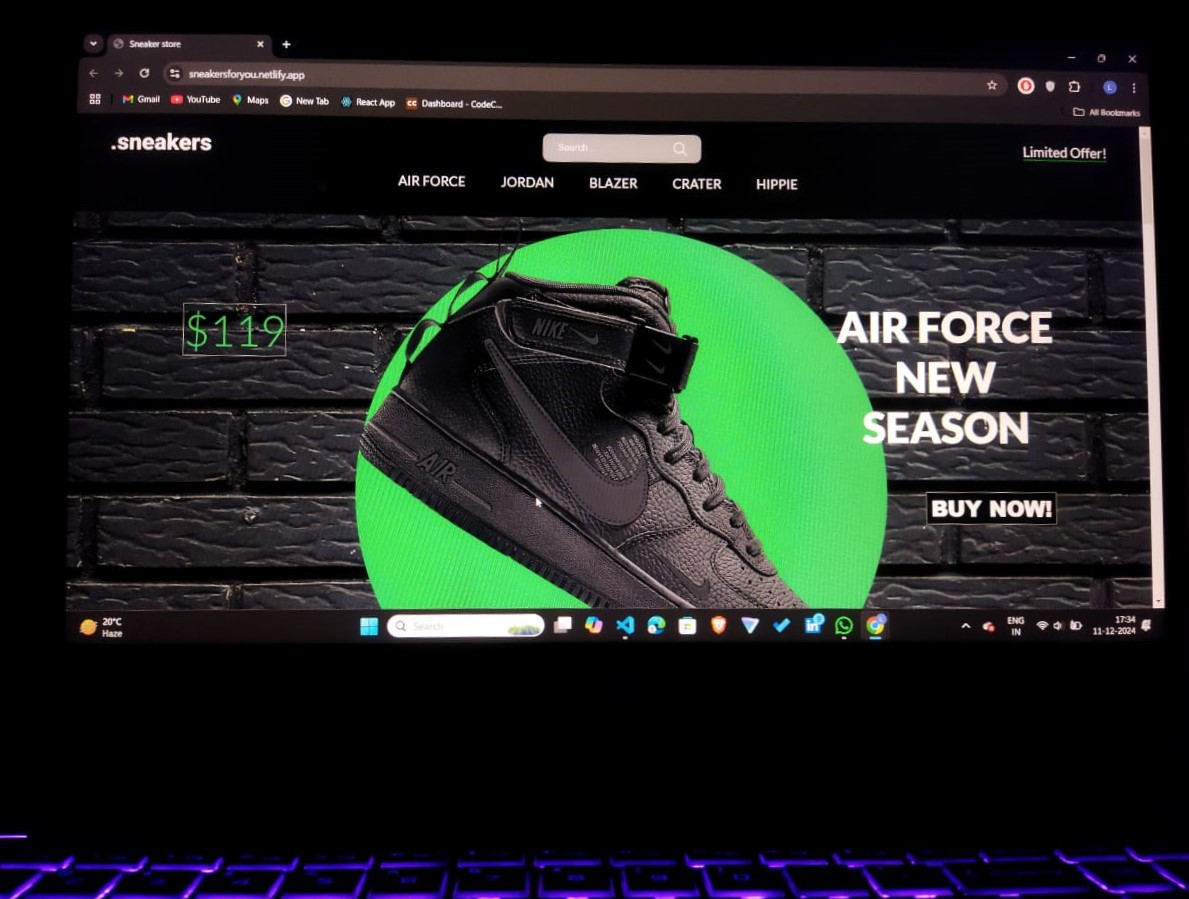 Sneaker store
sneakersforyou.netlify.app
Gmail YouTube Maps New Tab React App Dashboard - CodeC...
All Bookmarks
.sneakers
Search
Limited Offer!
AIR FORCE JORDAN BLAZER CRATER HIPPIE
$119
NIKE
AIR
AIR FORCE
NEW
SEASON
BUY NOW!
20°C
Haze
Search
ENG
IN
17:34
11-12-2024